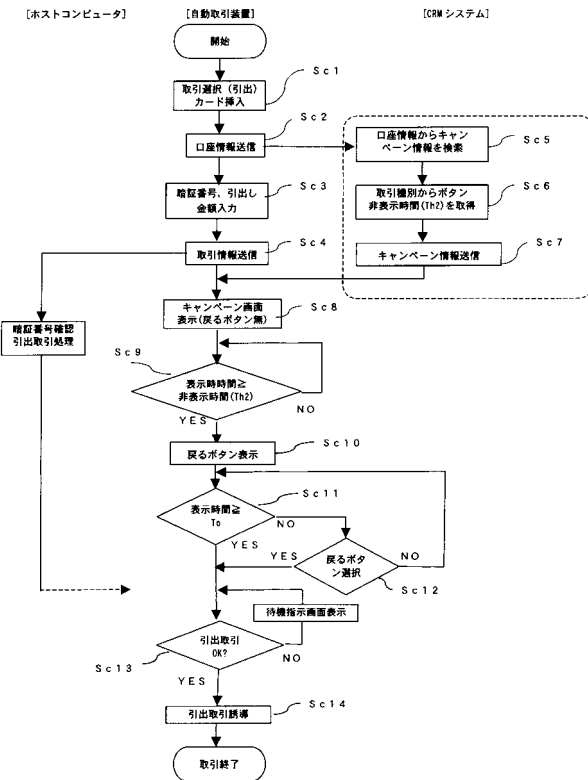 [ホストコンピュータ]
[自動取引装置]
[CRMシステム]
開始
Sc1
取引選択(引出)
カード挿入
Sc2
口座情報送信
口座情報からキャン
ペーン情報を検索
Sc5
Sc3
暗証番号、引出し
金額入力
取引種別からボタン
非表示時間(Th2)を取得
Sc6
Sc4
取引情報送信
キャンペーン情報送信
Sc7
キャンペーン画面
表示(戻るボタン無)
Sc8
暗証番号確認
引出取引処理
Sc9
表示時時間≧
非表示時間(Th2)
NO
YES
戻るボタン表示
Sc10
表示時間≧
To
Sc11
NO
YES
戻るボタ
ン選択
YES
NO
Sc12
待機指示画面表示
引出取引
OK?
NO
Sc13
YES
引出取引誘導
Sc14
取引終了